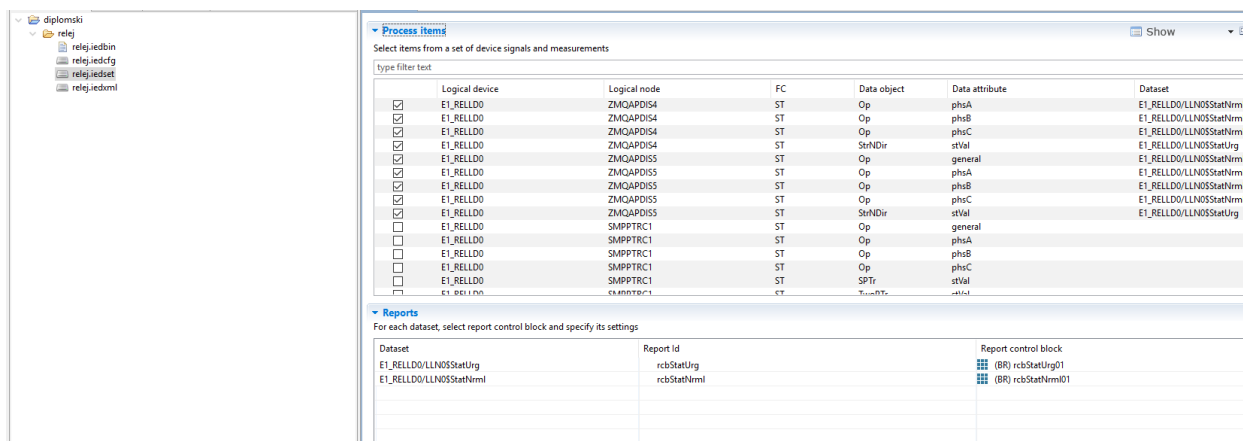 diplomski
relej
relej.iedbin
relej.iedcfg
relej.iedset
relej.iedxml
Process items
Show
Select items from a set of device signals and measurements
type filter text
Logical device Logical node FC Data object Data attribute Dataset
E1_RELLD0 ZMQAPDIS4 ST Op phsA E1_RELLD0/LLN0$StatNrm
E1_RELLD0 ZMQAPDIS4 ST Op phsB E1_RELLD0/LLN0$StatNrm
E1_RELLD0 ZMQAPDIS4 ST Op phsC E1_RELLD0/LLN0$StatNrm
E1_RELLD0 ZMQAPDIS4 ST StrNDir stVal E1_RELLD0/LLN0$StatUrg
E1_RELLD0 ZMQAPDIS5 ST Op general E1_RELLD0/LLN0$StatNrm
E1_RELLD0 ZMQAPDIS5 ST Op phsA E1_RELLD0/LLN0$StatNrm
E1_RELLD0 ZMQAPDIS5 ST Op phsB E1_RELLD0/LLN0$StatNrm
E1_RELLD0 ZMQAPDIS5 ST Op phsC E1_RELLD0/LLN0$StatNrm
E1_RELLD0 ZMQAPDIS5 ST StrNDir stVal E1_RELLD0/LLN0$StatUrg
E1_RELLD0 SMPPTRC1 ST Op general
E1_RELLD0 SMPPTRC1 ST Op phsA
E1_RELLD0 SMPPTRC1 ST Op phsB
E1_RELLD0 SMPPTRC1 ST Op phsC
E1_RELLD0 SMPPTRC1 ST SPTr stVal
E1_RELLD0 SMPPTRC1 ST stVal
Reports
For each dataset, select report control block and specify its settings
Dataset Report Id Report control block
E1_RELLD0/LLN0$StatUrg rcbStatUrg (BR) rcbStatUrg01
E1_RELLD0/LLN0$StatNrml rcbStatNrml (BR) rcbStatNrml01